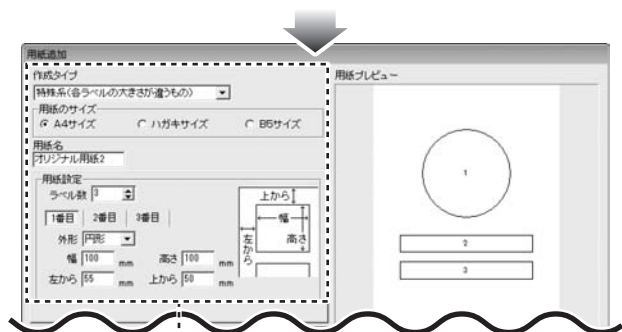 用紙追加
作成タイプ
特殊系(各ラベルの大きさが違うもの)
用紙のサイズ
A4サイズ ハガキサイズ B5サイズ
用紙名
オリジナル用紙2
用紙設定
ラベル数 3
1番目 2番目 3番目
外形 円形
幅 100 mm 高さ 100 mm
左から 55 mm 上から 50 mm
上から
幅
左から
高さ
用紙プレビュー
1
2
3